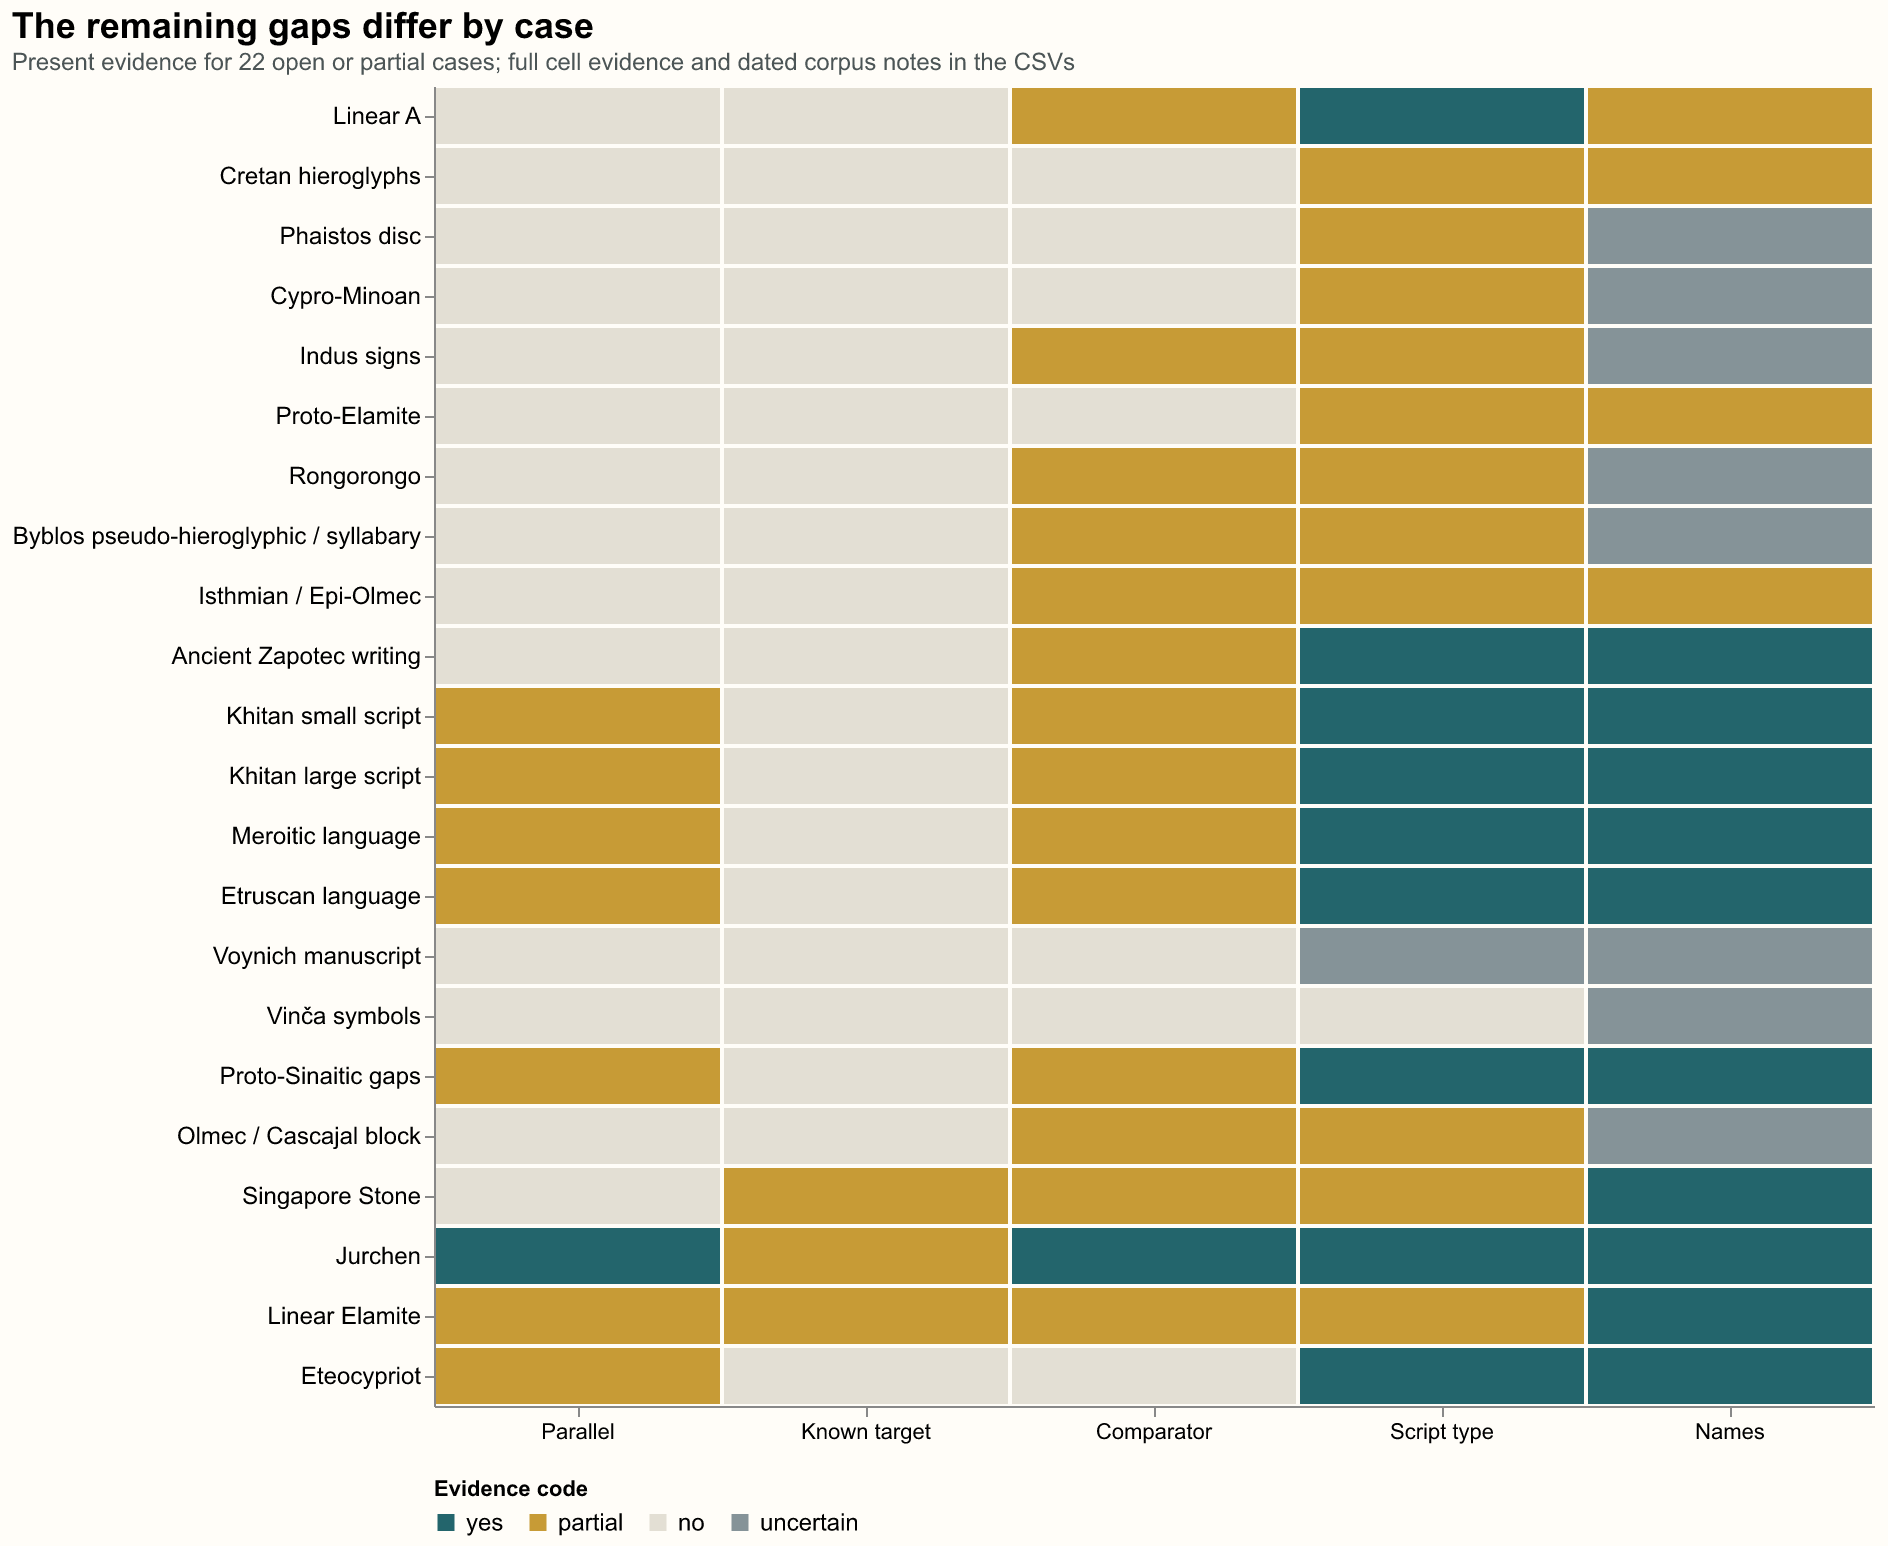 The remaining gaps differ by case
Present evidence for 22 open or partial cases; full cell evidence and dated corpus notes in the CSVs
Linear A
Cretan hieroglyphs
Phaistos disc
Cypro-Minoan
Indus signs
Proto-Elamite
Rongorongo
Byblos pseudo-hieroglyphic / syllabary
Isthmian / Epi-Olmec
Ancient Zapotec writing
Khitan small script
Khitan large script
Meroitic language
Etruscan language
Voynich manuscript
Vinča symbols
Proto-Sinaitic gaps
Olmec / Cascajal block
Singapore Stone
Jurchen
Linear Elamite
Eteocypriot
Parallel Known target Comparator Script type Names
Evidence code
yes partial no uncertain